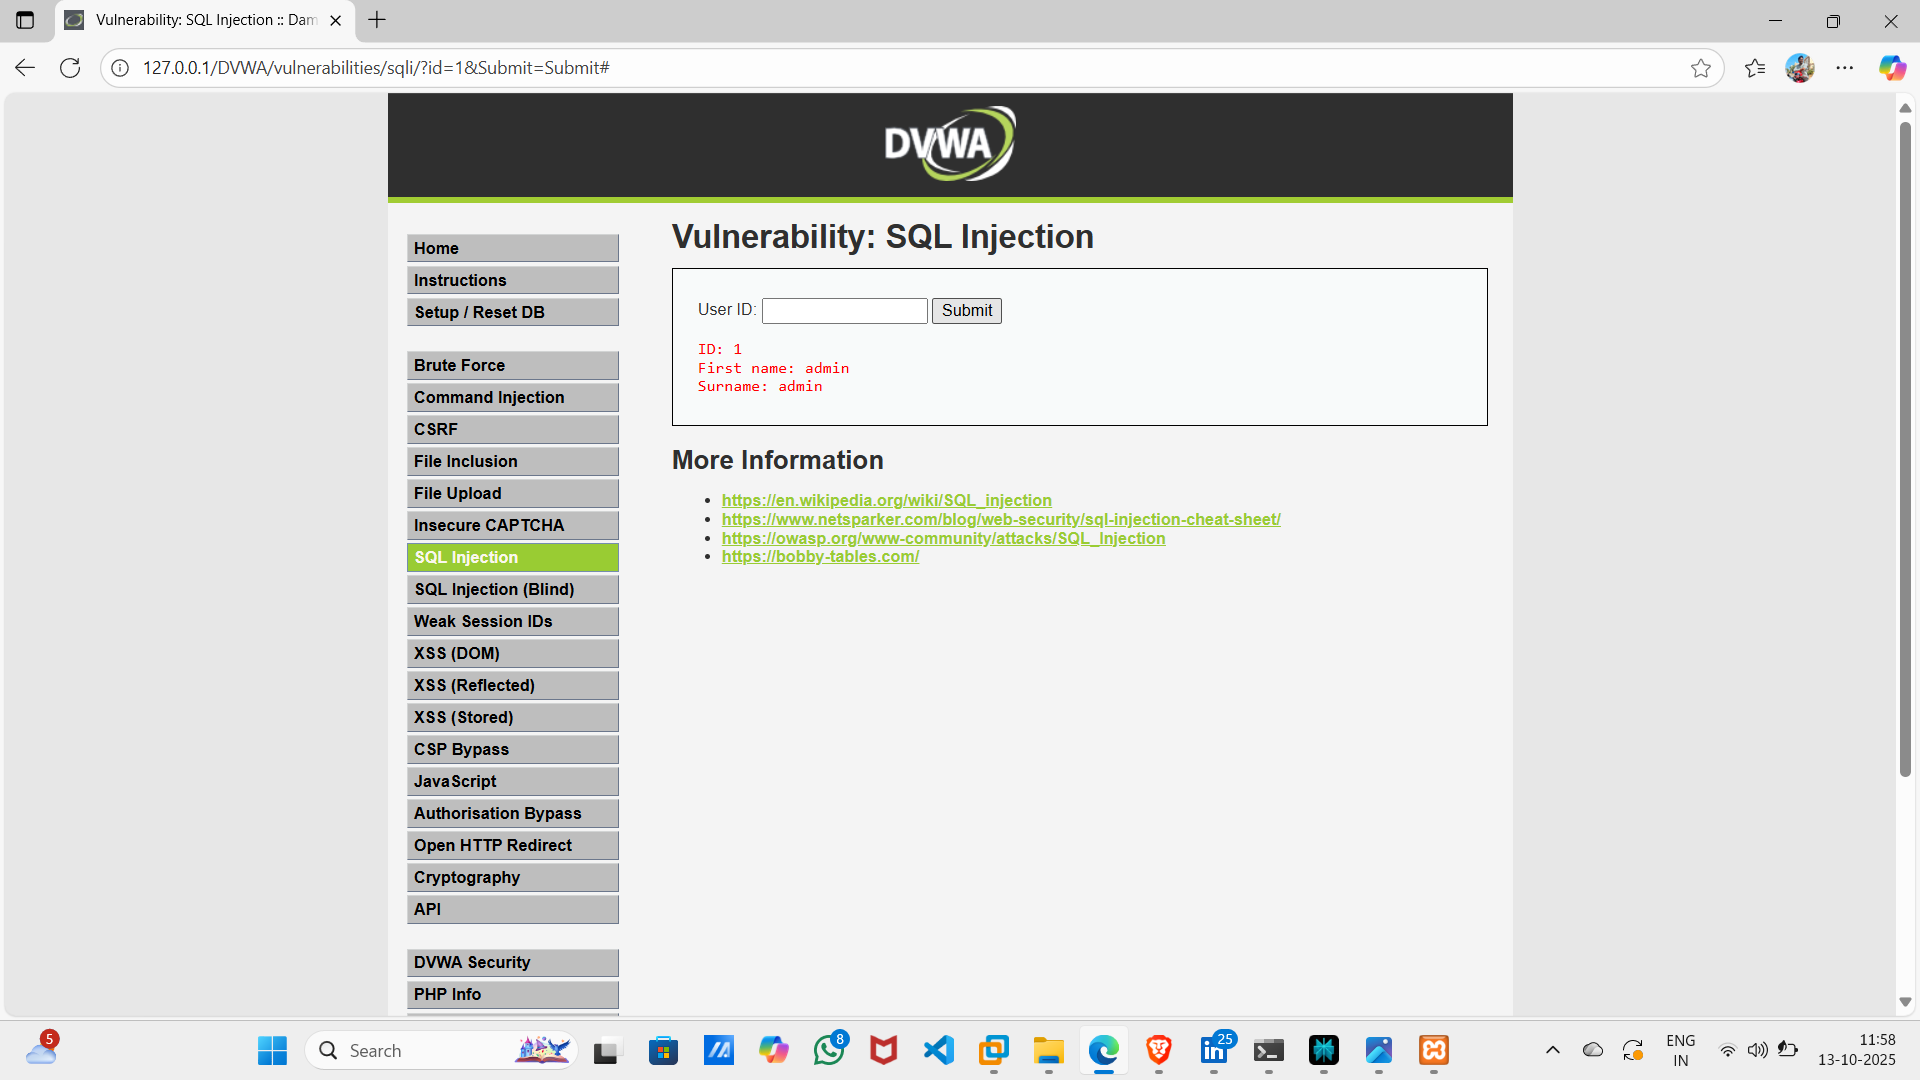 Vulnerability: SQL Injection :: Dam
127.0.0.1/DVWA/vulnerabilities/sqli/?id=1&Submit=Submit#
DVWA
Home
Instructions
Setup / Reset DB
Brute Force
Command Injection
CSRF
File Inclusion
File Upload
Insecure CAPTCHA
SQL Injection
SQL Injection (Blind)
Weak Session IDs
XSS (DOM)
XSS (Reflected)
XSS (Stored)
CSP Bypass
JavaScript
Authorisation Bypass
Open HTTP Redirect
Cryptography
API
DVWA Security
PHP Info
Vulnerability: SQL Injection
User ID: Submit
ID: 1
First name: admin
Surname: admin
More Information
https://en.wikipedia.org/wiki/SQL_injection
https://www.netsparker.com/blog/web-security/sql-injection-cheat-sheet/
https://owasp.org/www-community/attacks/SQL_Injection
https://bobby-tables.com/
5
Search
8
25
ENG
IN
11:58
13-10-2025